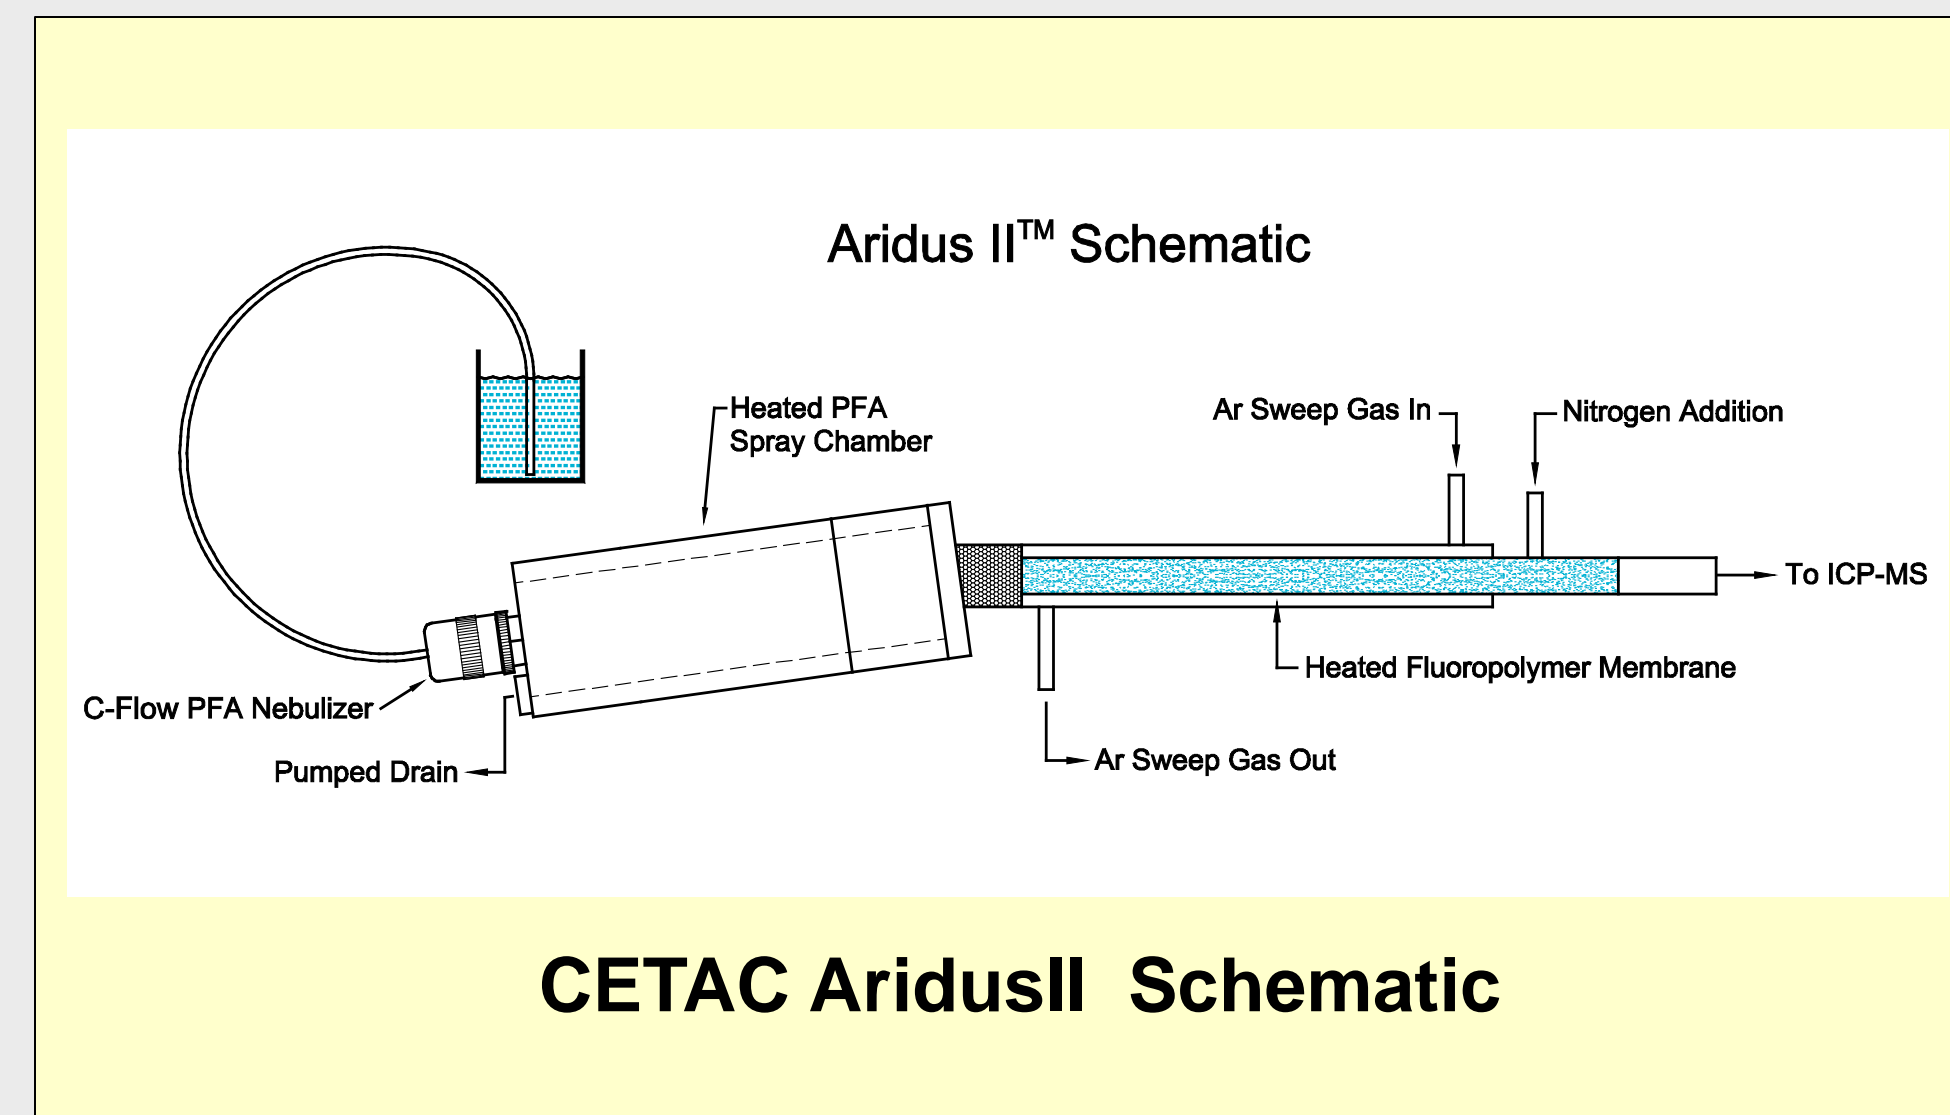 Aridus II™ Schematic
Heated PFA
Spray Chamber
Ar Sweep Gas In
Nitrogen Addition
To ICP-MS
Heated Fluoropolymer Membrane
C-Flow PFA Nebulizer
Pumped Drain
Ar Sweep Gas Out
CETAC AridusII Schematic